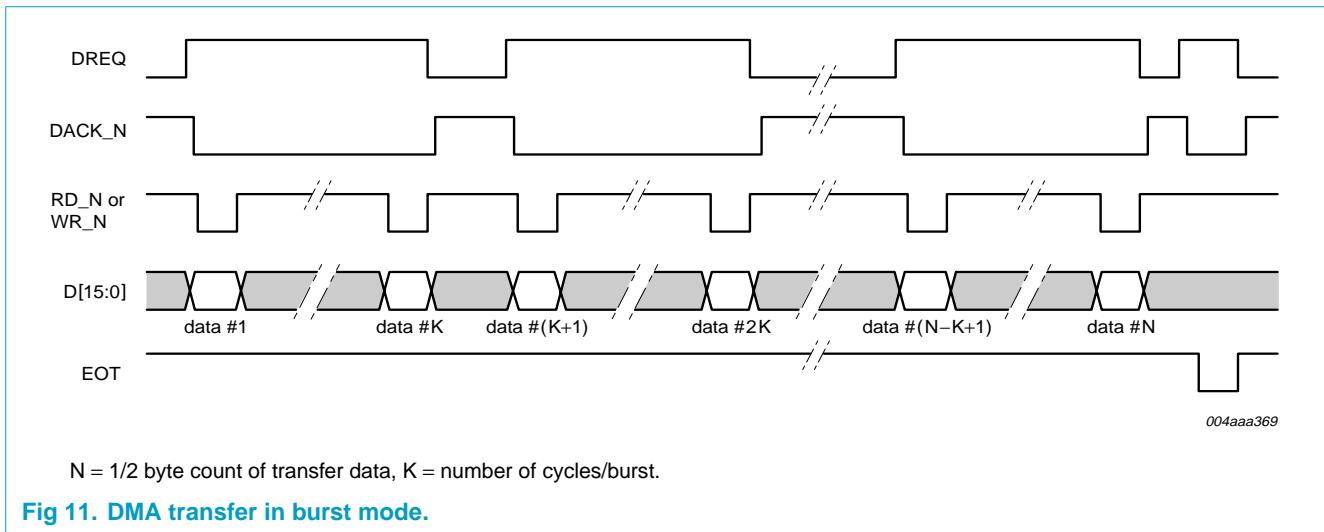 DREQ
DACK_N
RD_N or
WR_N
D[15:0]
data #1 data #K data #(K+1) data #2K data #(N−K+1) data #N
EOT
004aaa369
N = 1/2 byte count of transfer data, K = number of cycles/burst.
Fig 11. DMA transfer in burst mode.